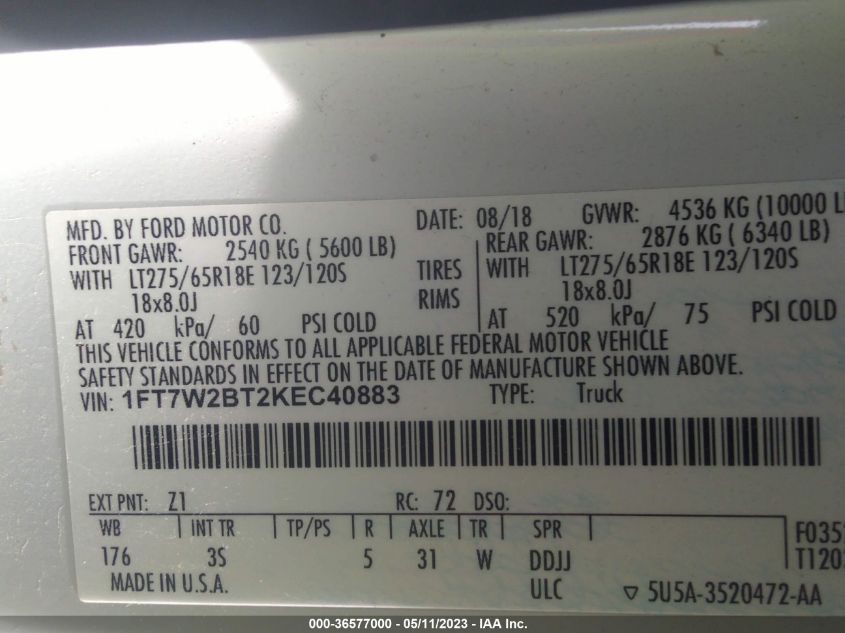 MFD. BY FORD MOTOR CO. DATE: 08/18 GVWR: 4536 KG (10000 L
FRONT GAWR: 2540 KG ( 5600 LB) REAR GAWR: 2876 KG ( 6340 LB)
WITH LT275/65R18E 123/120S TIRES WITH LT275/65R18E 123/120S
18x8.0J RIMS 18x8.0J
AT 420 kPa/ 60 PSI COLD AT 520 kPa/ 75 PSI COLD
THIS VEHICLE CONFORMS TO ALL APPLICABLE FEDERAL MOTOR VEHICLE
SAFETY STANDARDS IN EFFECT ON THE DATE OF MANUFACTURE SHOWN ABOVE.
VIN: 1FT7W2BT2KEC40883 TYPE: Truck
EXT PNT: Z1 RC: 72 DSO:
WB INT TR TP/PS R AXLE TR SPR
176 3S 5 31 W DDJJ
F035
T120
MADE IN U.S.A. ULC ▽ 5U5A-3520472-AA
000-36577000 - 05/11/2023 - IAA Inc.